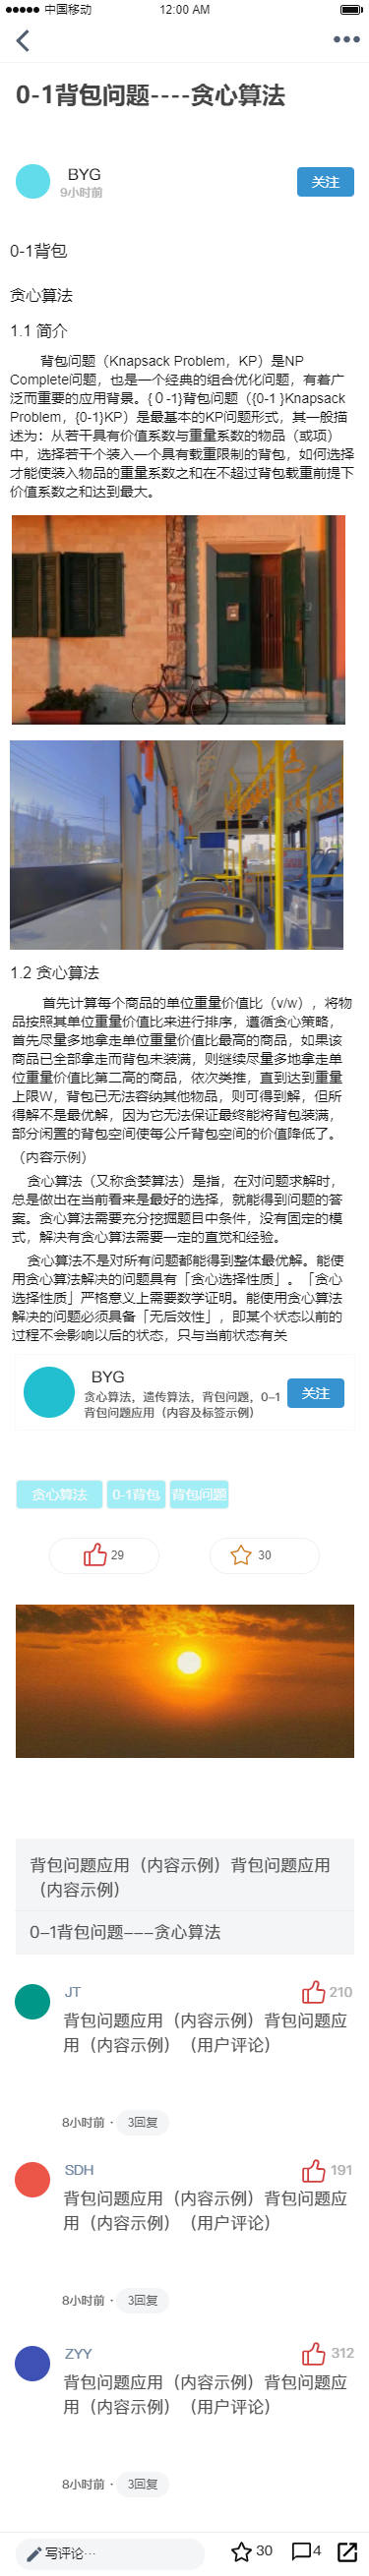 中国移动 12:00 AM
0-1背包问题----贪心算法
BYG
9小时前
关注
0-1背包
贪心算法
1.1 简介
背包问题（Knapsack Problem，KP）是NP
Complete问题，也是一个经典的组合优化问题，有着广
泛而重要的应用背景。{０-1}背包问题（{0-1 }Knapsack
Problem，{0-1}KP）是最基本的KP问题形式，其一般描
述为：从若干具有价值系数与重量系数的物品（或项）
中，选择若干个装入一个具有载重限制的背包，如何选择
才能使装入物品的重量系数之和在不超过背包载重前提下
价值系数之和达到最大。
1.2 贪心算法
首先计算每个商品的单位重量价值比（v/w），将物
品按照其单位重量价值比来进行排序，遵循贪心策略，
首先尽量多地拿走单位重量价值比最高的商品，如果该
商品已全部拿走而背包未装满，则继续尽量多地拿走单
位重量价值比第二高的商品，依次类推，直到达到重量
上限W，背包已无法容纳其他物品，则可得到解，但所
得解不是最优解，因为它无法保证最终能将背包装满，
部分闲置的背包空间使每公斤背包空间的价值降低了。
（内容示例）
贪心算法（又称贪婪算法）是指，在对问题求解时，
总是做出在当前看来是最好的选择，就能得到问题的答
案。贪心算法需要充分挖掘题目中条件，没有固定的模
式，解决有贪心算法需要一定的直觉和经验。
贪心算法不是对所有问题都能得到整体最优解。能使
用贪心算法解决的问题具有「贪心选择性质」。「贪心
选择性质」严格意义上需要数学证明。能使用贪心算法
解决的问题必须具备「无后效性」，即某个状态以前的
过程不会影响以后的状态，只与当前状态有关
BYG
贪心算法，遗传算法，背包问题，0-1
背包问题应用（内容及标签示例）
关注
贪心算法 0-1背包 背包问题
29 30
背包问题应用（内容示例）背包问题应用
（内容示例）
0-1背包问题---贪心算法
JT 210
背包问题应用（内容示例）背包问题应
用（内容示例）（用户评论）
8小时前 · 3回复
SDH 191
背包问题应用（内容示例）背包问题应
用（内容示例）（用户评论）
8小时前 · 3回复
ZYY 312
背包问题应用（内容示例）背包问题应
用（内容示例）（用户评论）
8小时前 · 3回复
写评论… 30 4